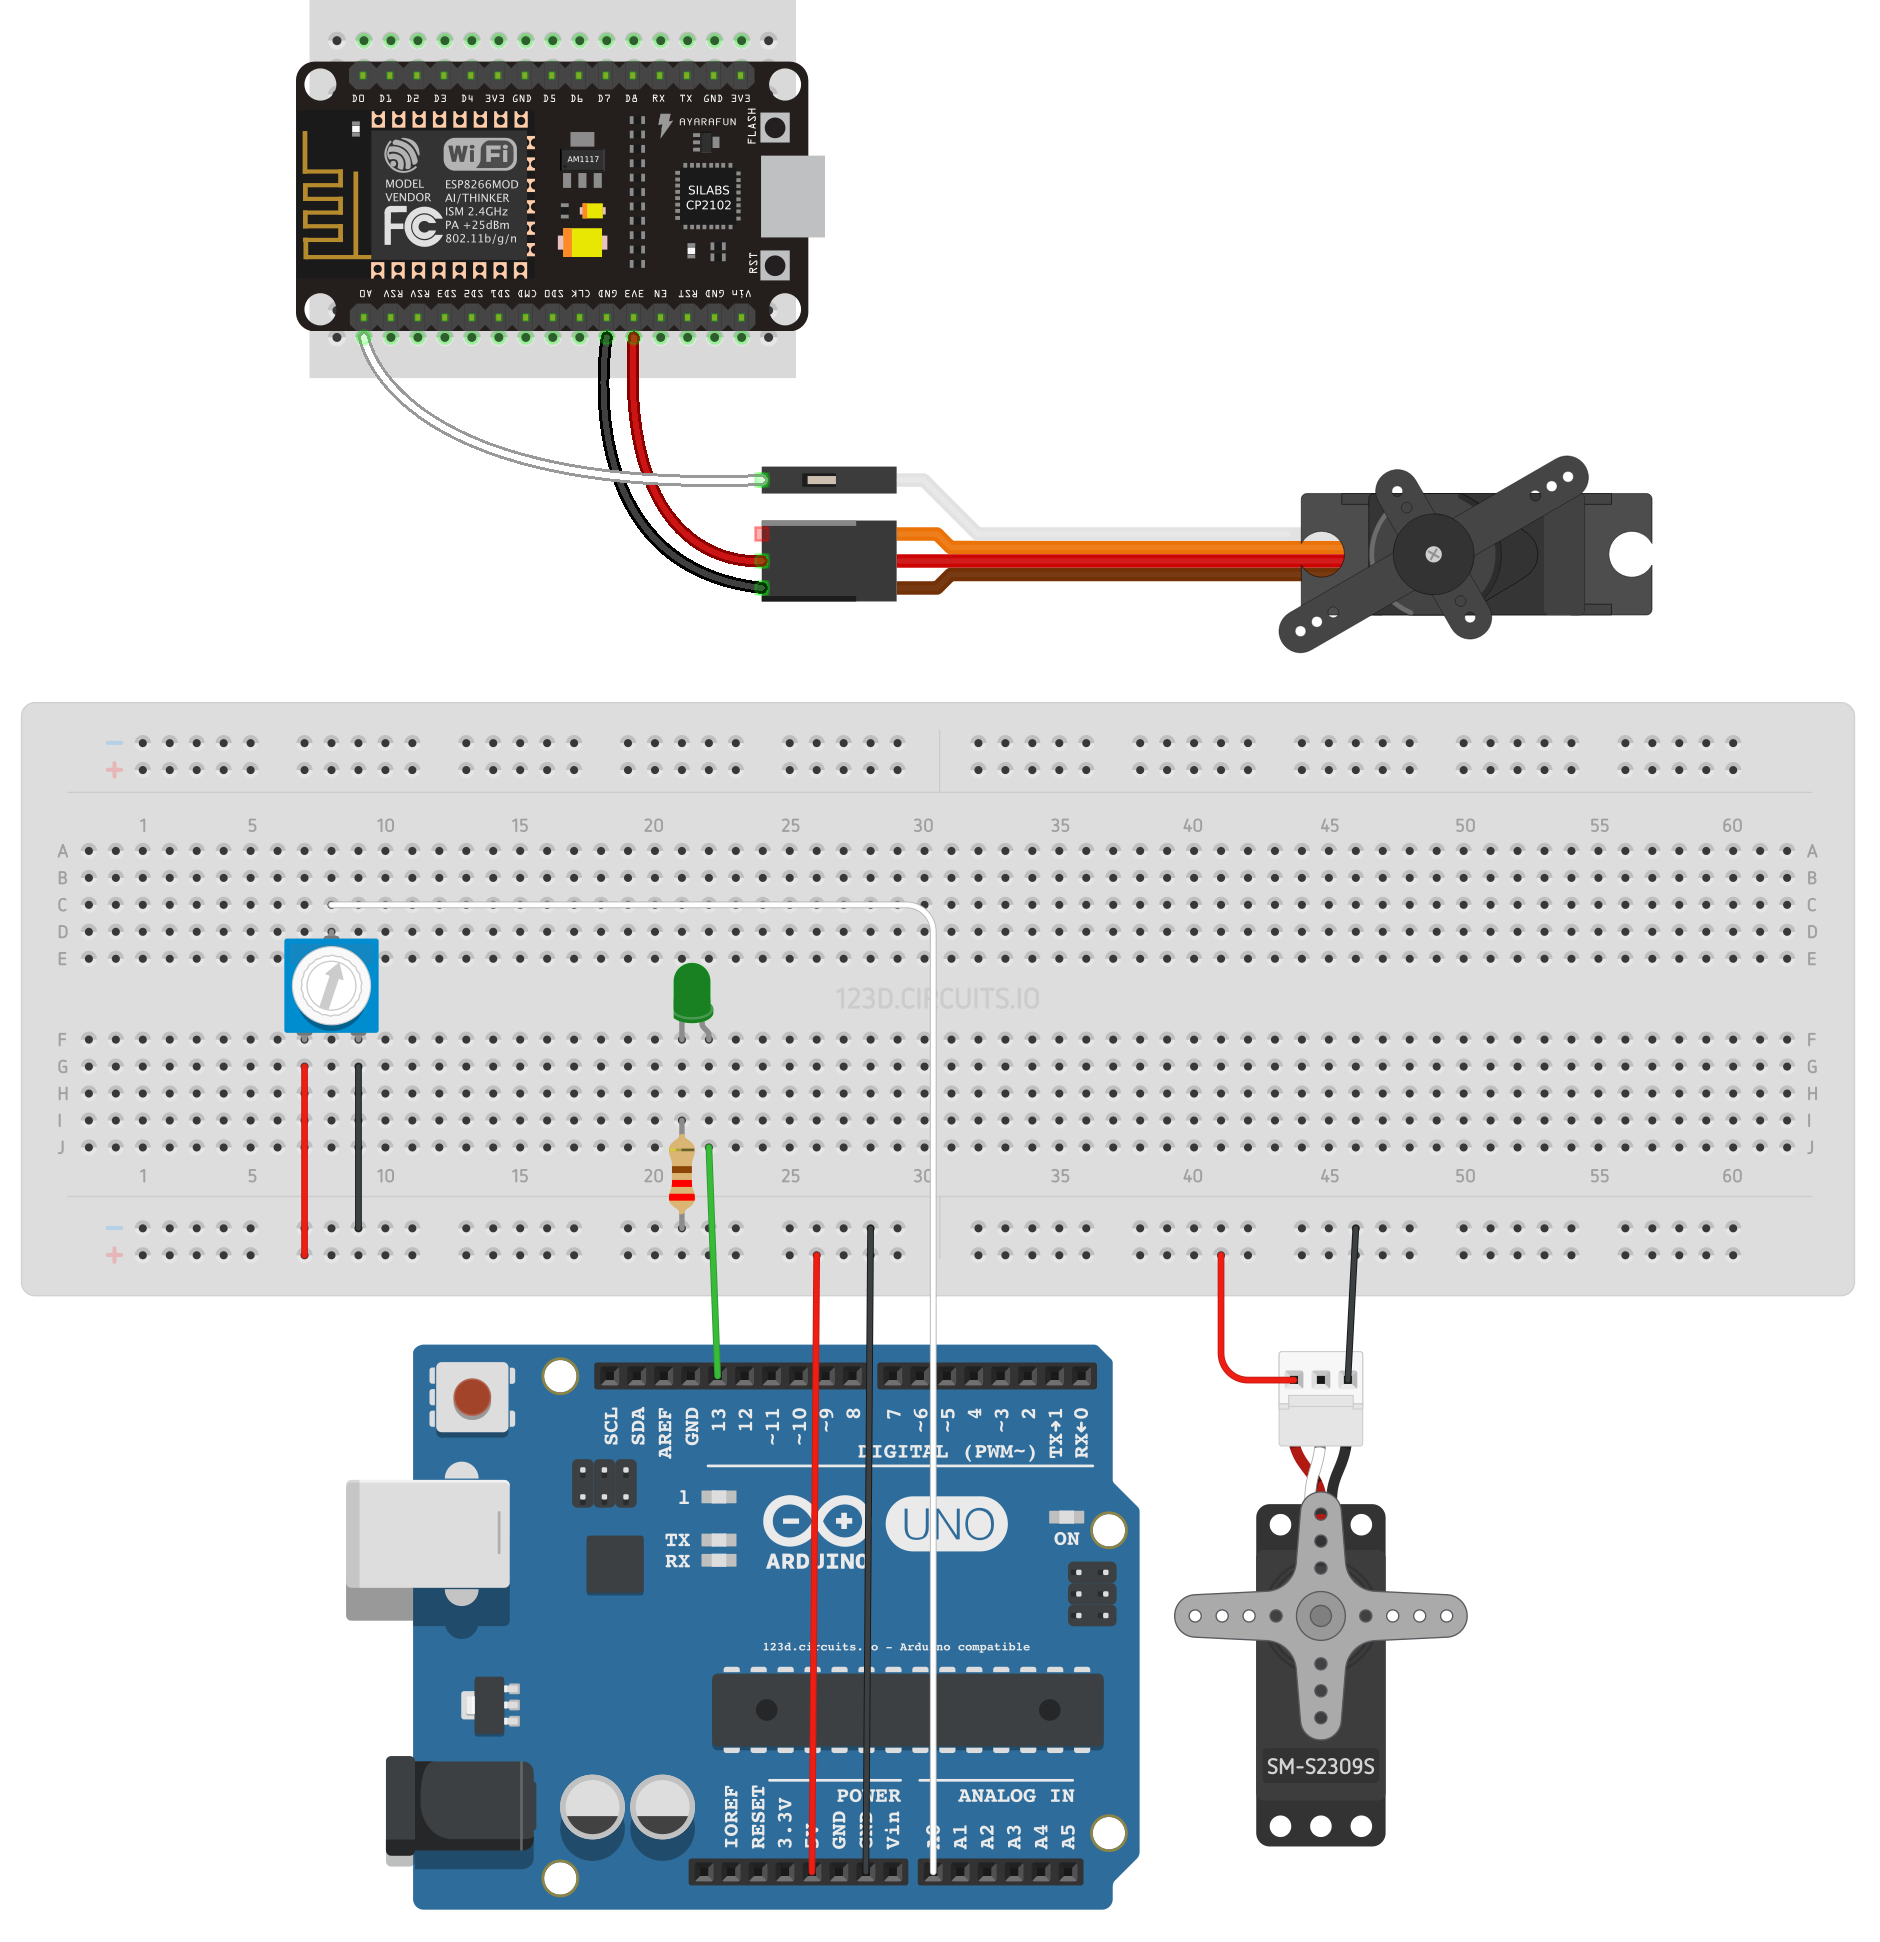 D0 D1 D2 D3 D4 3V3 GND D5 D6 D7 D8 RX TX GND 3V3
AYARAFUN
FLASH
WiFi
AM1117
MODEL ESP8266MOD
VENDOR AI/THINKER
ISM 2.4GHz
PA +25dBm
802.11b/g/n
FCC
SILABS
CP2102
RST
A0 RSV RSV SD3 SD2 SD1 CMD SD0 CLK GND 3V3 EN RST GND Vin
− 
+
1 5 10 15 20 25 30 35 40 45 50 55 60
A A
B B
C C
D D
E E
123D.CIRCUITS.IO
F F
G G
H H
I I
J J
1 5 10 15 20 25 30 35 40 45 50 55 60
−
+
SCL SDA AREF GND 13 12 ~11 ~10 ~9 8 7 ~6 ~5 4 ~3 2 TX→1 RX←0
DIGITAL (PWM~)
l
TX
RX
ARDUINO
UNO
ON
123d.circuits.io - Arduino compatible
POWER ANALOG IN
IOREF RESET 3.3V 5V GND GND Vin A0 A1 A2 A3 A4 A5
SM-S2309S